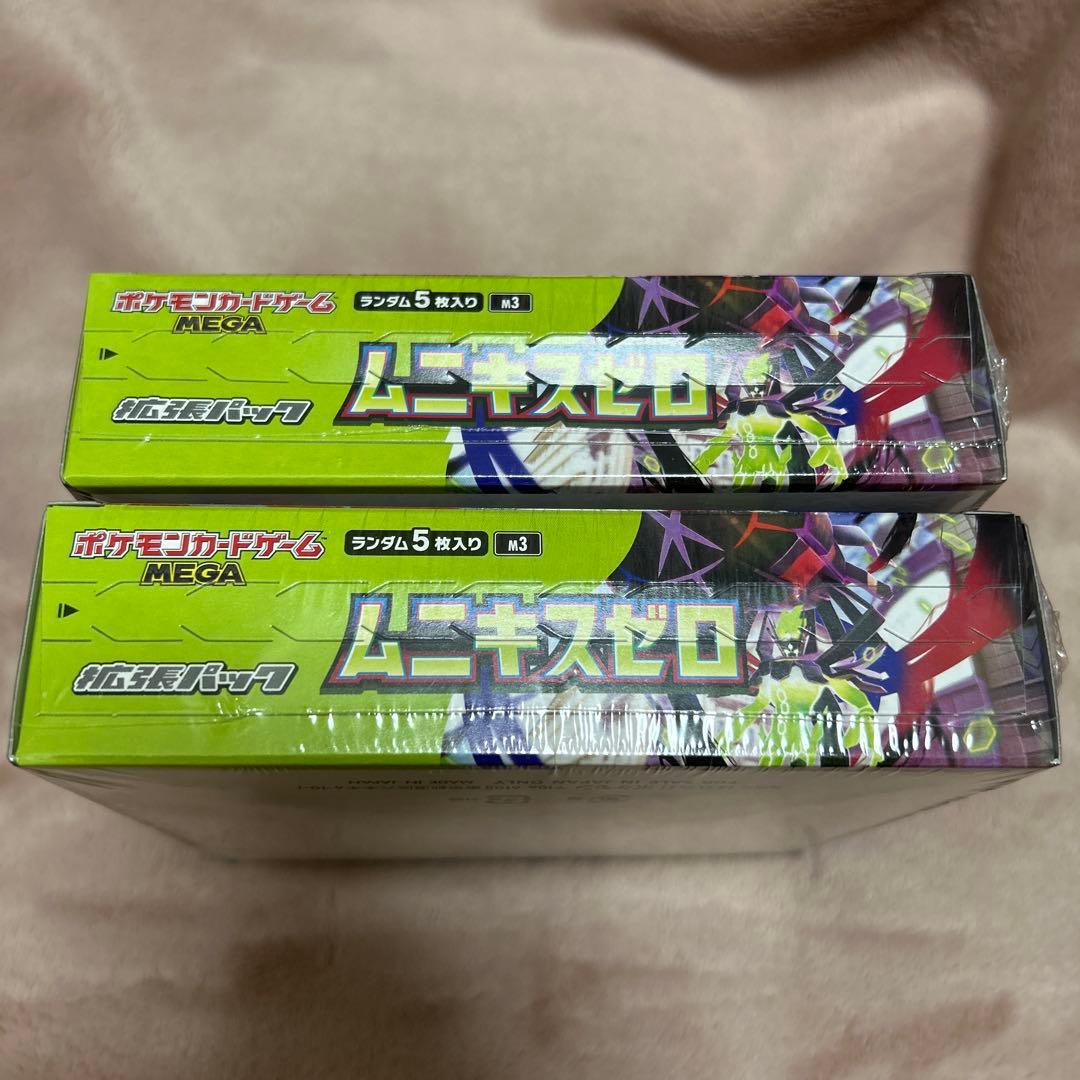 ポケモンカードゲーム
MEGA
ランダム5枚入り M3
拡張パック
ムニキスゼロ
ポケモンカードゲーム
MEGA
ランダム5枚入り M3
拡張パック
ムニキスゼロ
MADE IN JAPAN